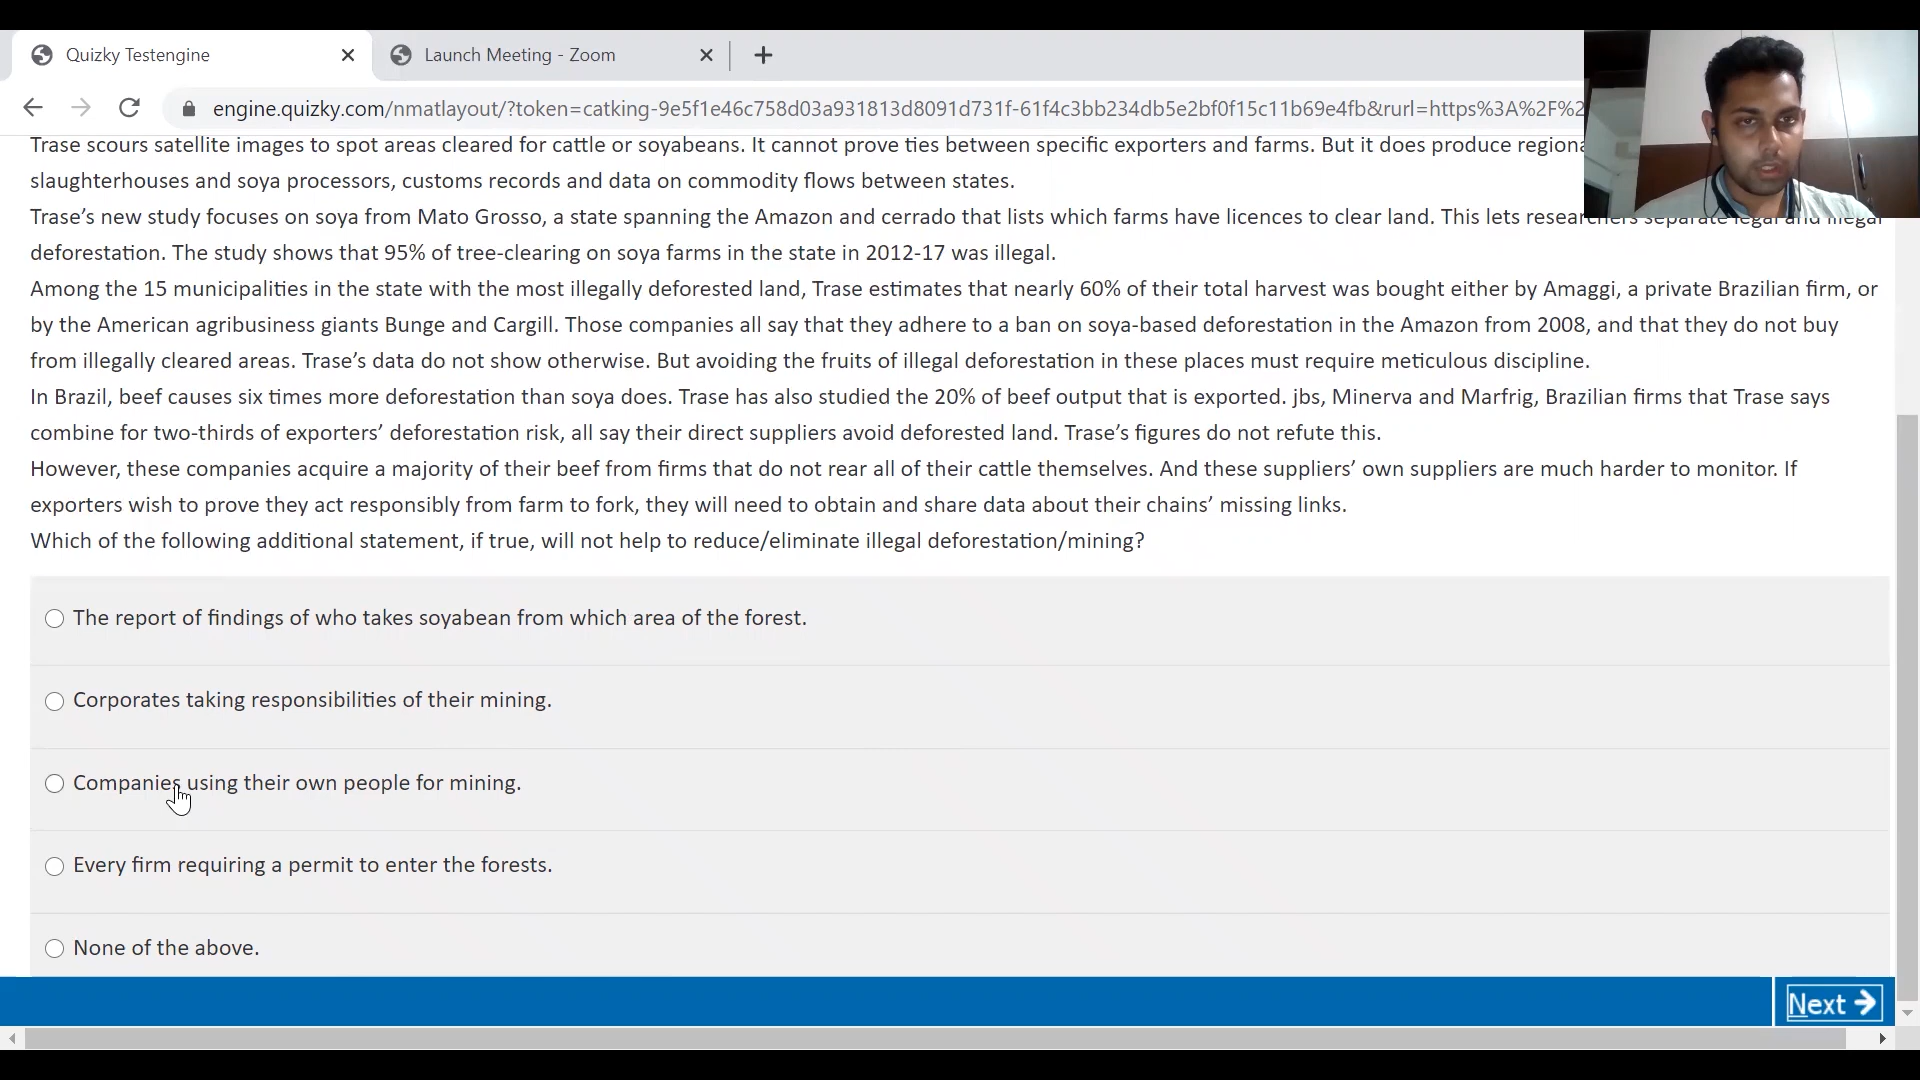 Quizky Testengine
Launch Meeting - Zoom
engine.quizky.com/nmatlayout/?token=catking-9e5f1e46c758d03a931813d8091d731f-61f4c3bb234db5e2bf0f15c11b69e4fb&rurl=https%3A%2F%2
Trase scours satellite images to spot areas cleared for cattle or soyabeans. It cannot prove ties between specific exporters and farms. But it does produce regiona
slaughterhouses and soya processors, customs records and data on commodity flows between states.
Trase's new study focuses on soya from Mato Grosso, a state spanning the Amazon and cerrado that lists which farms have licences to clear land. This lets researchers separate legal and illegal
deforestation. The study shows that 95% of tree-clearing on soya farms in the state in 2012-17 was illegal.
Among the 15 municipalities in the state with the most illegally deforested land, Trase estimates that nearly 60% of their total harvest was bought either by Amaggi, a private Brazilian firm, or
by the American agribusiness giants Bunge and Cargill. Those companies all say that they adhere to a ban on soya-based deforestation in the Amazon from 2008, and that they do not buy
from illegally cleared areas. Trase's data do not show otherwise. But avoiding the fruits of illegal deforestation in these places must require meticulous discipline.
In Brazil, beef causes six times more deforestation than soya does. Trase has also studied the 20% of beef output that is exported. jbs, Minerva and Marfrig, Brazilian firms that Trase says
combine for two-thirds of exporters' deforestation risk, all say their direct suppliers avoid deforested land. Trase's figures do not refute this.
However, these companies acquire a majority of their beef from firms that do not rear all of their cattle themselves. And these suppliers' own suppliers are much harder to monitor. If
exporters wish to prove they act responsibly from farm to fork, they will need to obtain and share data about their chains' missing links.
Which of the following additional statement, if true, will not help to reduce/eliminate illegal deforestation/mining?
The report of findings of who takes soyabean from which area of the forest.
Corporates taking responsibilities of their mining.
Companies using their own people for mining.
Every firm requiring a permit to enter the forests.
None of the above.
Next